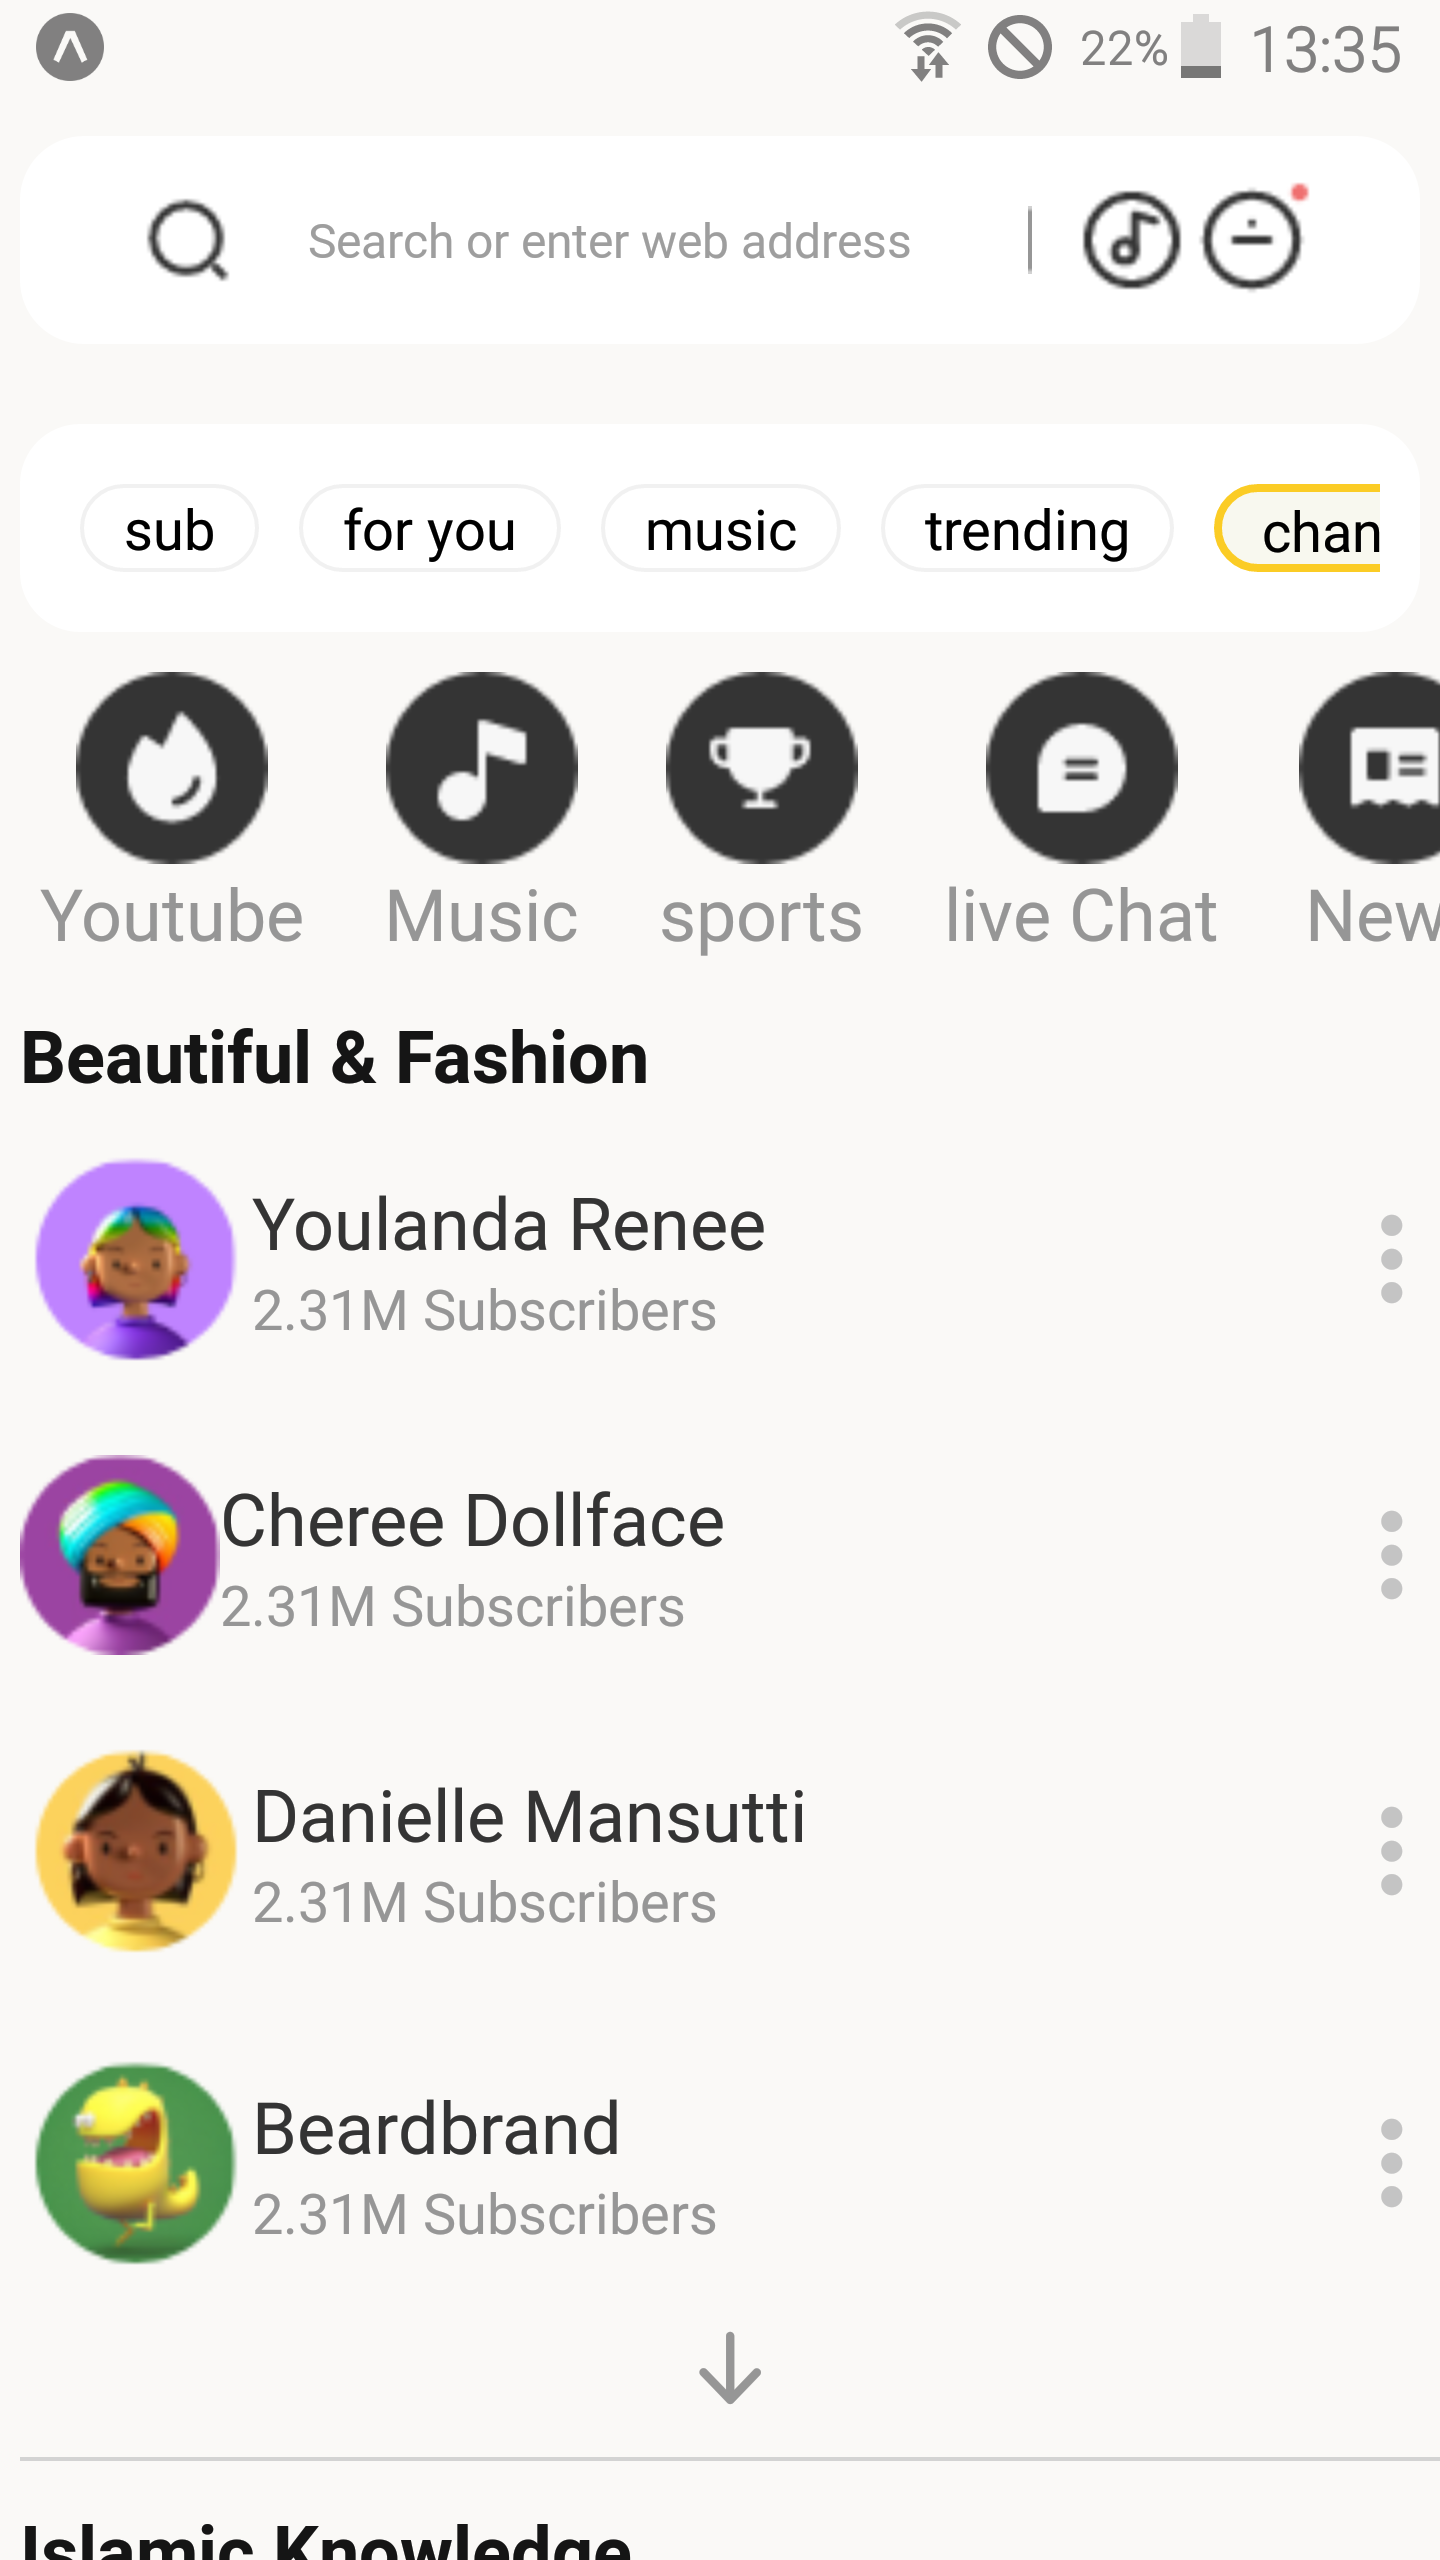 22% 13:35
Search or enter web address
sub for you music trending chan
Youtube Music sports live Chat New
Beautiful & Fashion
Youlanda Renee
2.31M Subscribers
Cheree Dollface
2.31M Subscribers
Danielle Mansutti
2.31M Subscribers
Beardbrand
2.31M Subscribers
Islamic Knowledge